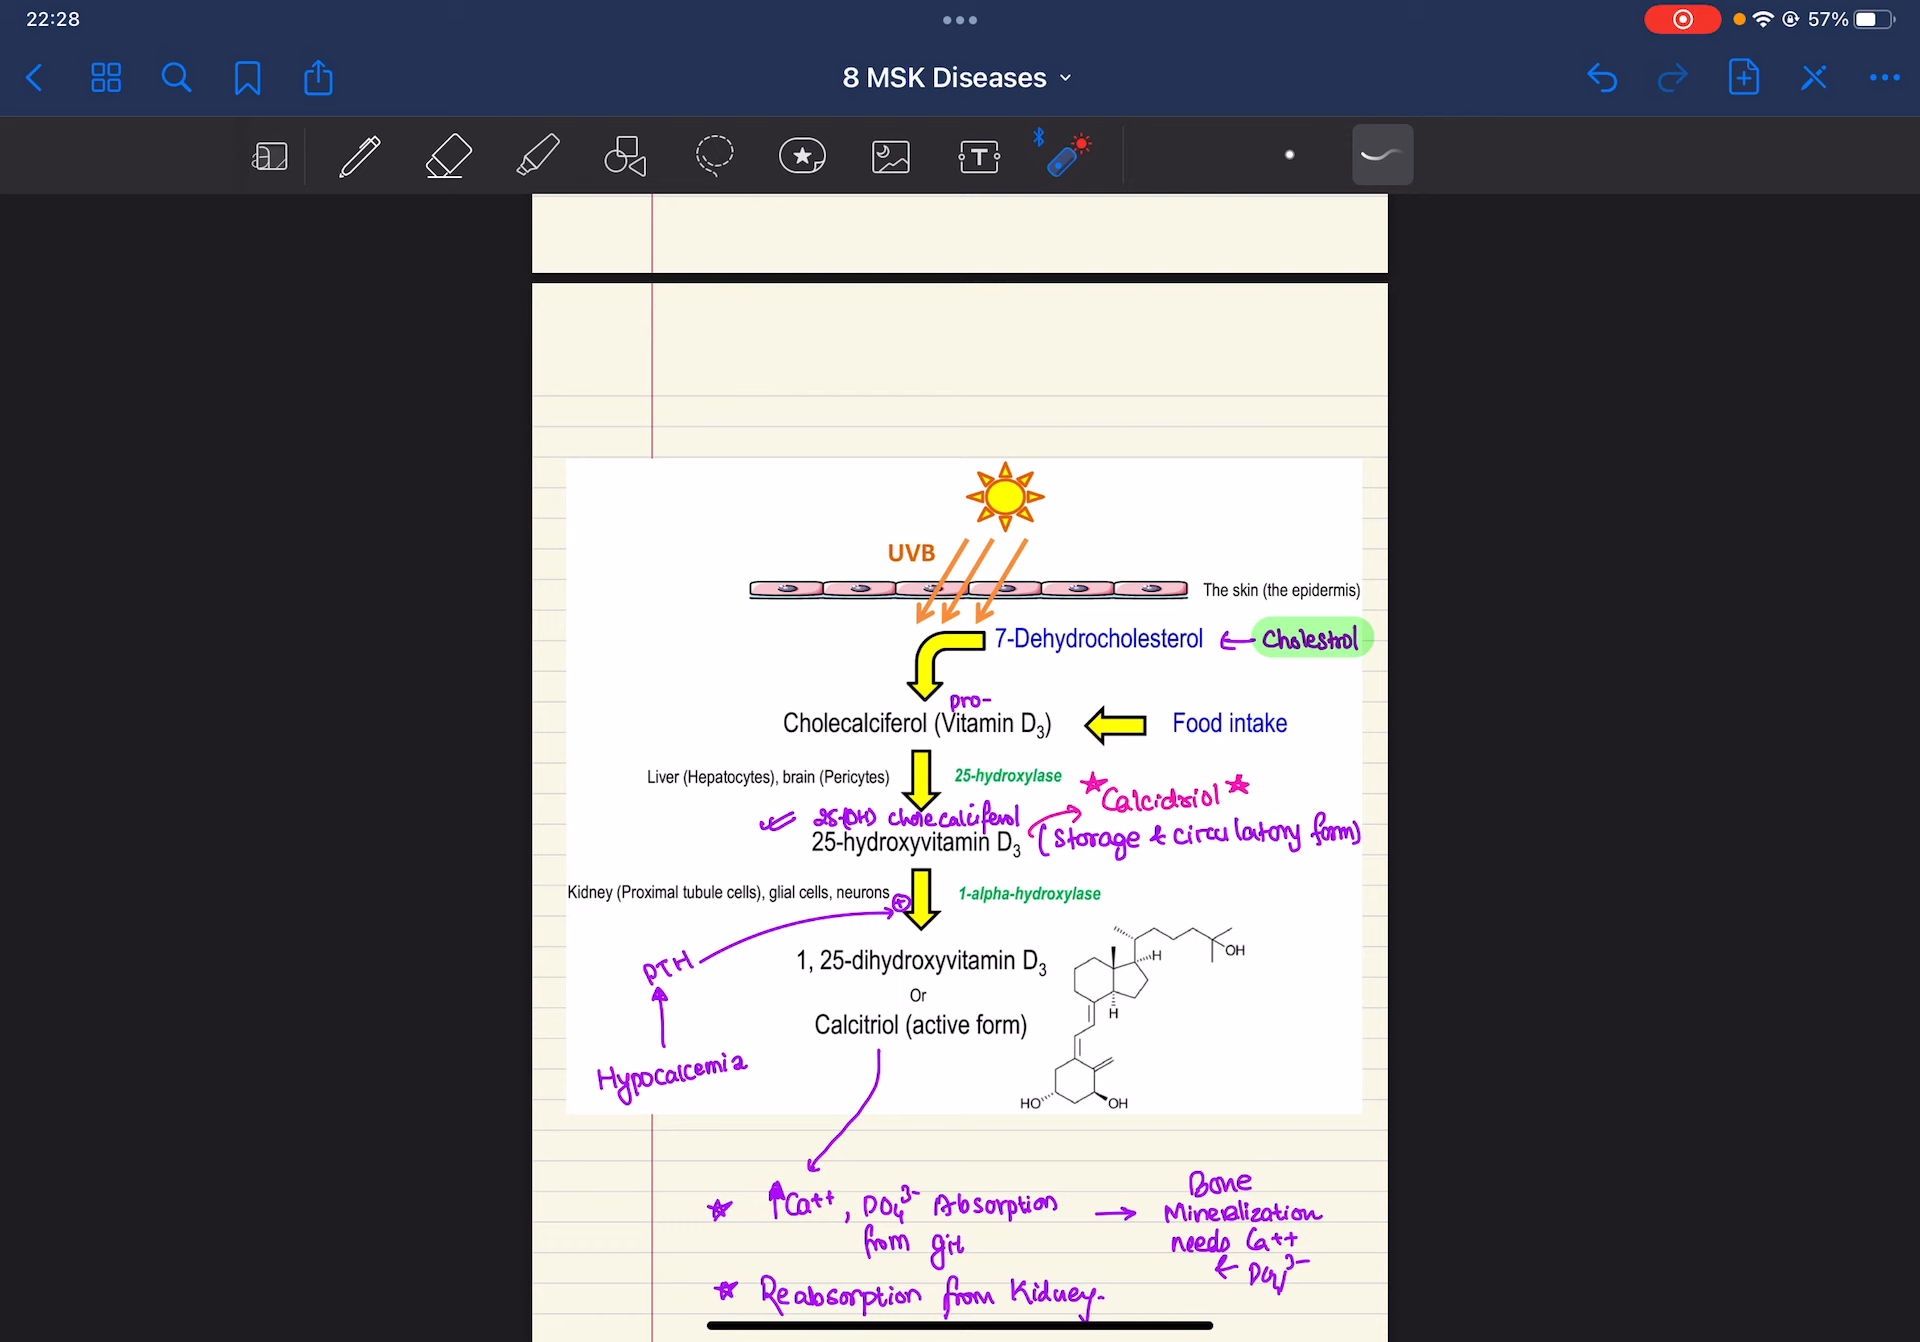 22:28
57%
8 MSK Diseases
T
UVB
The skin (the epidermis)
7-Dehydrocholesterol ← Cholestrol
pro-
Cholecalciferol (Vitamin D3) Food intake
Liver (Hepatocytes), brain (Pericytes) 25-hydroxylase
Calcidiol
25(OH) cholecalciferol
25-hydroxyvitamin D3 (Storage & circulatory form)
Kidney (Proximal tubule cells), glial cells, neurons + 1-alpha-hydroxylase
PTH
1, 25-dihydroxyvitamin D3
Or
Calcitriol (active form)
Hypocalcemia
H
OH
H
HO OH
↑Ca++, PO4 3- Absorption
from git
→ Bone
Mineralization
needs Ca++
& PO4 3-
Reabsorption from Kidney.